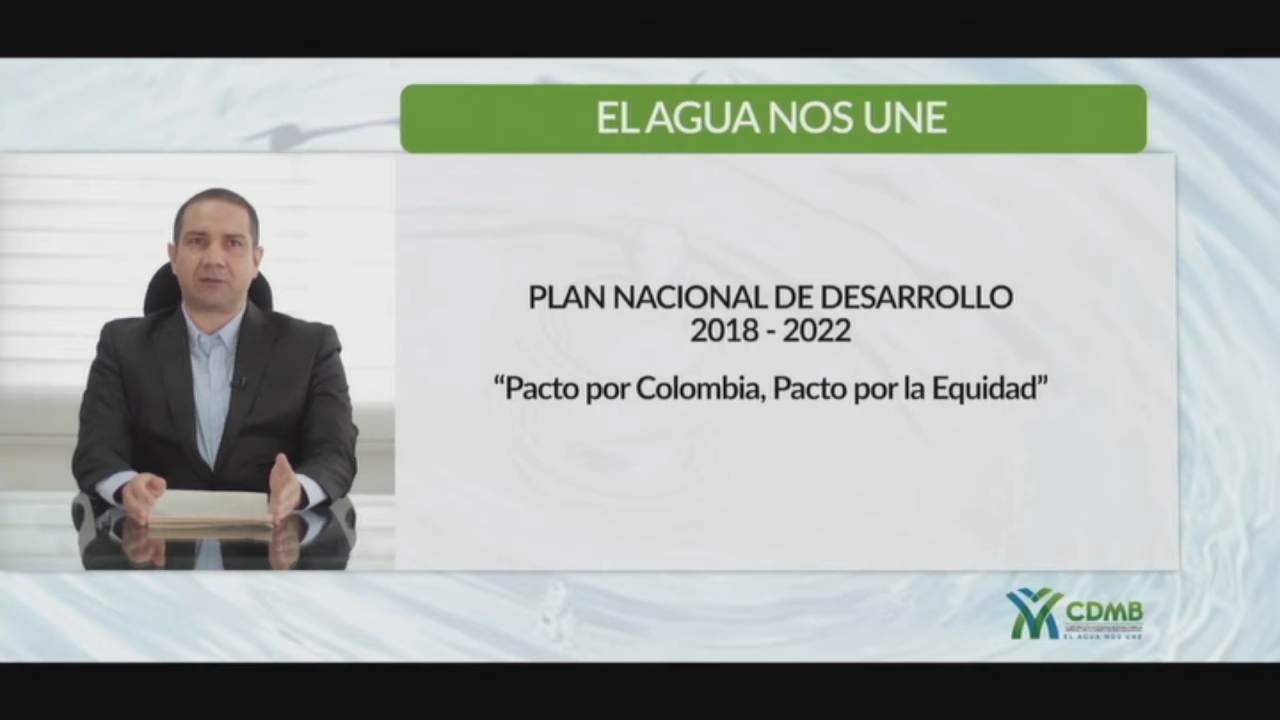 EL AGUA NOS UNE
PLAN NACIONAL DE DESARROLLO
2018 - 2022
“Pacto por Colombia, Pacto por la Equidad”
CDMB
EL AGUA NOS UNE